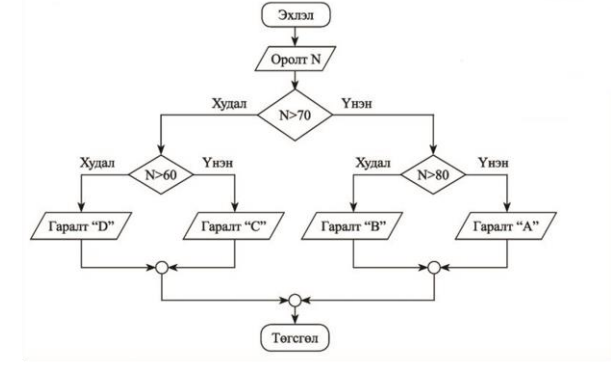 Эхлэл
Оролт N
Худал
N>70
Үнэн
Худал
N>60
Үнэн
Худал
N>80
Үнэн
Гаралт “D”
Гаралт “C”
Гаралт “B”
Гаралт “A”
Төгсгөл